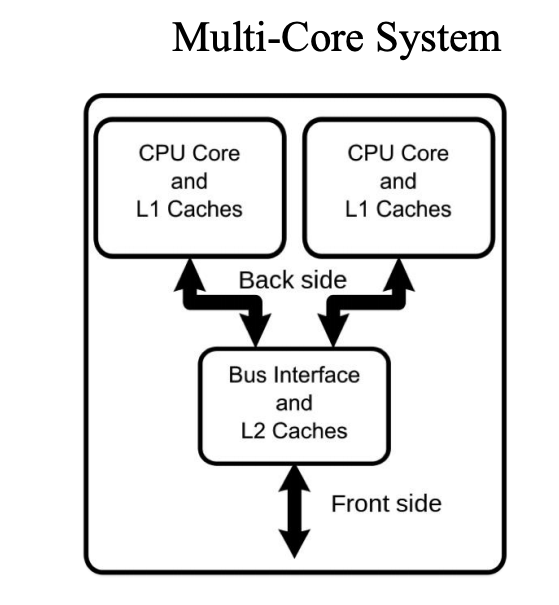 Multi-Core System
CPU Core
and
L1 Caches
CPU Core
and
L1 Caches
Back side
Bus Interface
and
L2 Caches
Front side